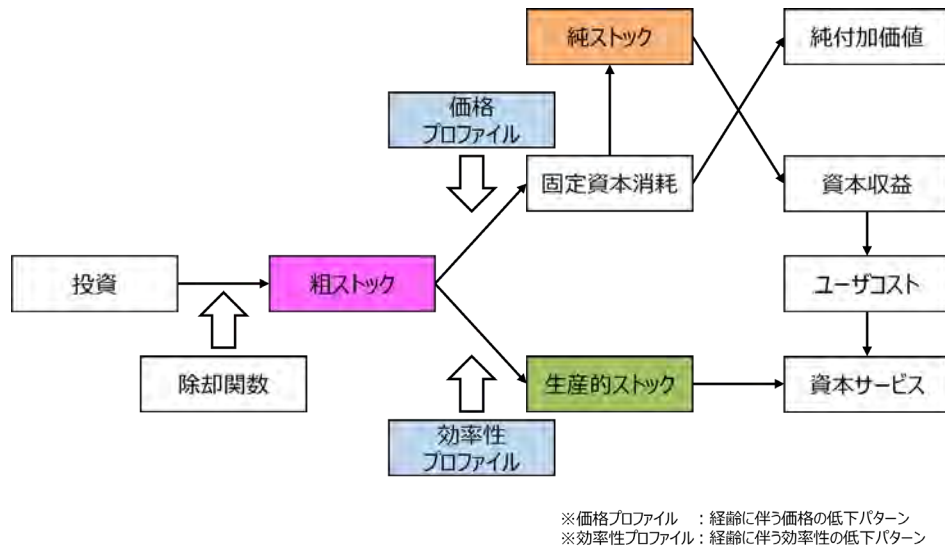 純ストック
純付加価値
価格
プロファイル
固定資本消耗
資本収益
投資
粗ストック
ユーザコスト
除却関数
生産的ストック
資本サービス
効率性
プロファイル
※価格プロファイル ：経齢に伴う価格の低下パターン
※効率性プロファイル：経齢に伴う効率性の低下パターン